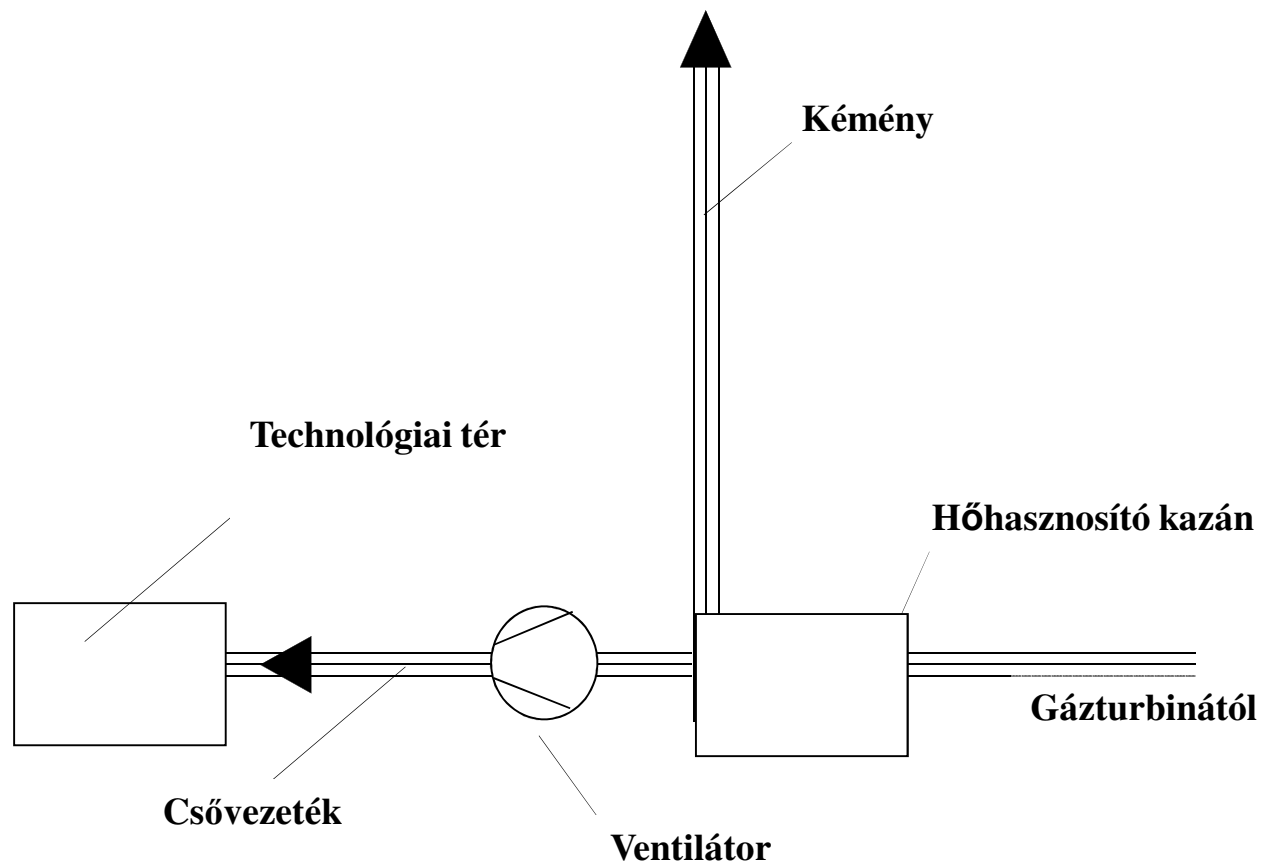 Kémény
Technológiai tér
Hőhasznosító kazán
Gázturbinától
Csővezeték
Ventilátor